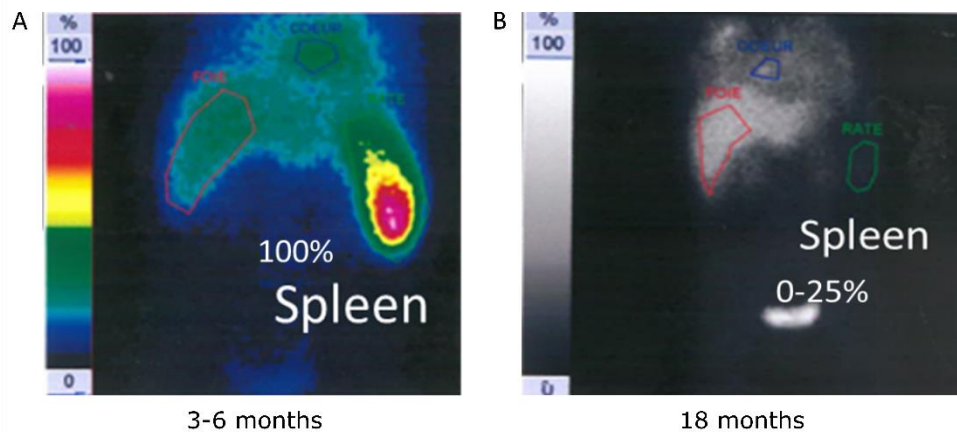 A
%
100
COEUR
FOIE
RATE
100%
Spleen
0
3-6 months
B
%
100
COEUR
FOIE
RATE
Spleen
0-25%
0
18 months